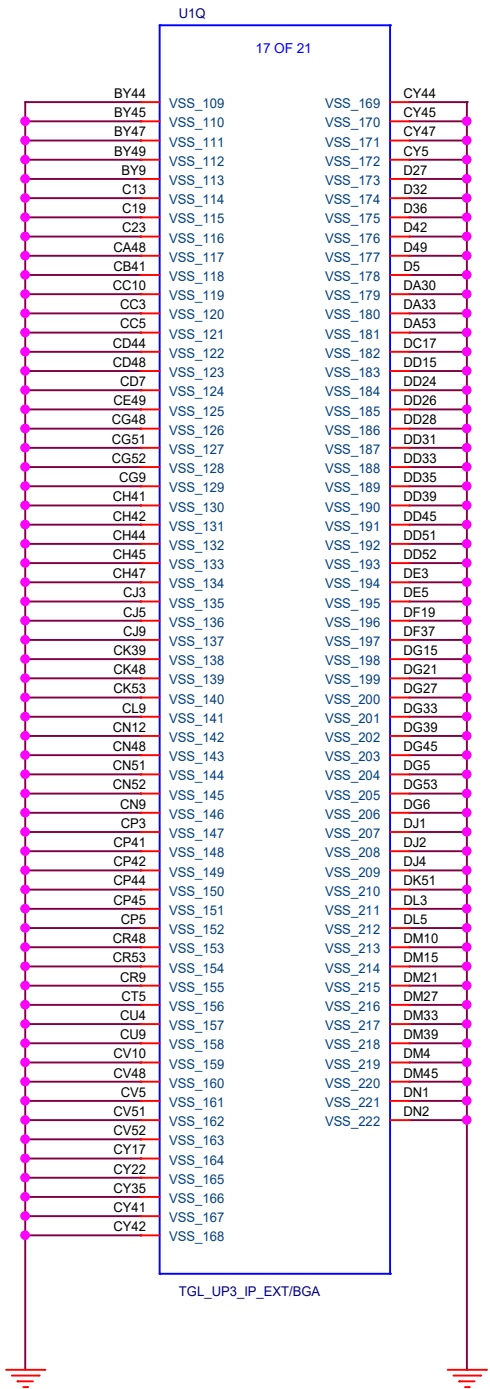 U1Q
17 OF 21
BY44 VSS_109 VSS_169 CY44
BY45 VSS_110 VSS_170 CY45
BY47 VSS_111 VSS_171 CY47
BY49 VSS_112 VSS_172 CY5
BY9 VSS_113 VSS_173 D27
C13 VSS_114 VSS_174 D32
C19 VSS_115 VSS_175 D36
C23 VSS_116 VSS_176 D42
CA48 VSS_117 VSS_177 D49
CB41 VSS_118 VSS_178 D5
CC10 VSS_119 VSS_179 DA30
CC3 VSS_120 VSS_180 DA33
CC5 VSS_121 VSS_181 DA53
CD44 VSS_122 VSS_182 DC17
CD48 VSS_123 VSS_183 DD15
CD7 VSS_124 VSS_184 DD24
CE49 VSS_125 VSS_185 DD26
CG48 VSS_126 VSS_186 DD28
CG51 VSS_127 VSS_187 DD31
CG52 VSS_128 VSS_188 DD33
CG9 VSS_129 VSS_189 DD35
CH41 VSS_130 VSS_190 DD39
CH42 VSS_131 VSS_191 DD45
CH44 VSS_132 VSS_192 DD51
CH45 VSS_133 VSS_193 DD52
CH47 VSS_134 VSS_194 DE3
CJ3 VSS_135 VSS_195 DE5
CJ5 VSS_136 VSS_196 DF19
CJ9 VSS_137 VSS_197 DF37
CK39 VSS_138 VSS_198 DG15
CK48 VSS_139 VSS_199 DG21
CK53 VSS_140 VSS_200 DG27
CL9 VSS_141 VSS_201 DG33
CN12 VSS_142 VSS_202 DG39
CN48 VSS_143 VSS_203 DG45
CN51 VSS_144 VSS_204 DG5
CN52 VSS_145 VSS_205 DG53
CN9 VSS_146 VSS_206 DG6
CP3 VSS_147 VSS_207 DJ1
CP41 VSS_148 VSS_208 DJ2
CP42 VSS_149 VSS_209 DJ4
CP44 VSS_150 VSS_210 DK51
CP45 VSS_151 VSS_211 DL3
CP5 VSS_152 VSS_212 DL5
CR48 VSS_153 VSS_213 DM10
CR53 VSS_154 VSS_214 DM15
CR9 VSS_155 VSS_215 DM21
CT5 VSS_156 VSS_216 DM27
CU4 VSS_157 VSS_217 DM33
CU9 VSS_158 VSS_218 DM39
CV10 VSS_159 VSS_219 DM4
CV48 VSS_160 VSS_220 DM45
CV5 VSS_161 VSS_221 DN1
CV51 VSS_162 VSS_222 DN2
CV52 VSS_163
CY17 VSS_164
CY22 VSS_165
CY35 VSS_166
CY41 VSS_167
CY42 VSS_168
TGL_UP3_IP_EXT/BGA